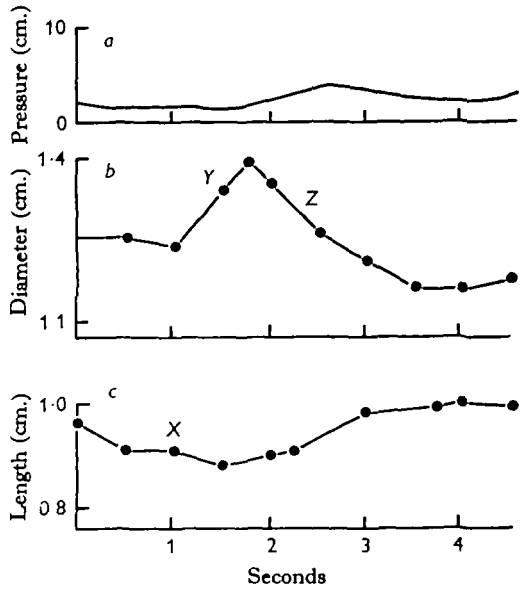 Pressure (cm.)
10
0
a
Diameter (cm.)
1·4
1·1
b
Y
Z
Length (cm.)
1·0
0·8
c
X
1
2
3
4
Seconds